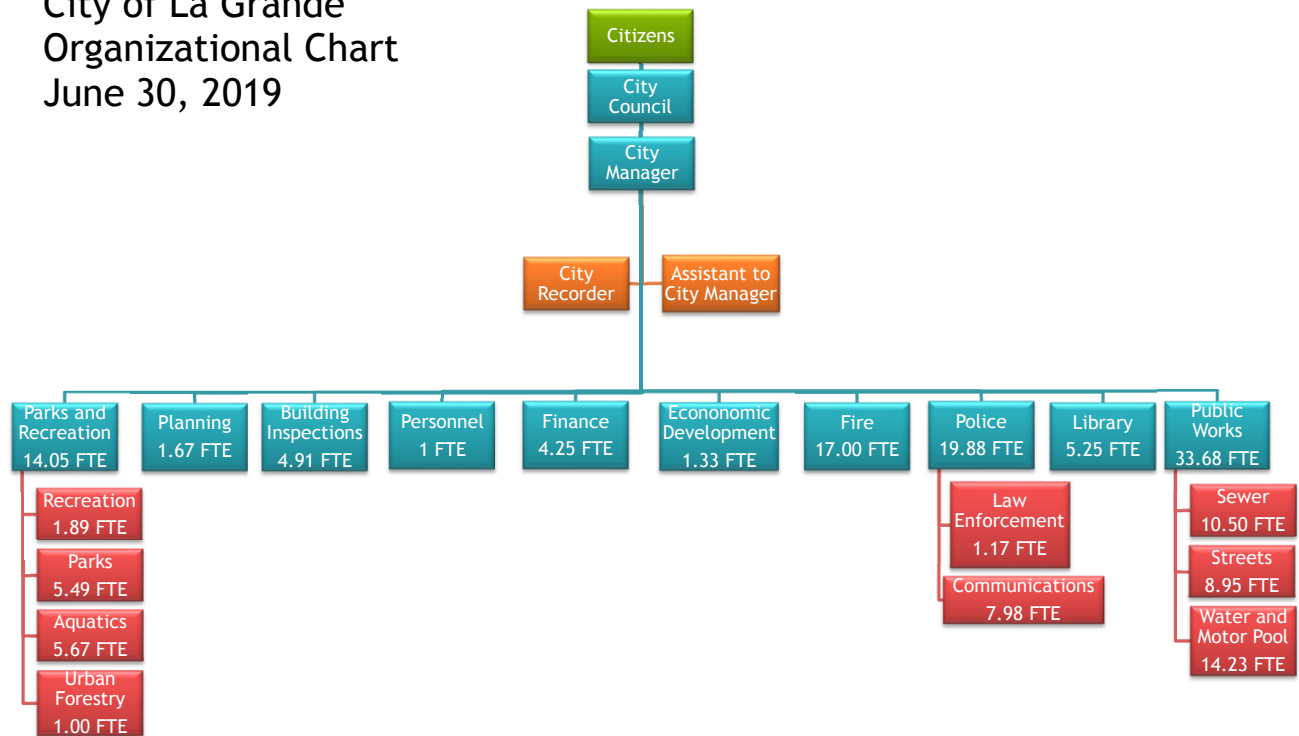 City of La Grande
Organizational Chart
June 30, 2019
Citizens
City
Council
City
Manager
City
Recorder
Assistant to
City Manager
Parks and
Recreation
14.05 FTE
Planning
1.67 FTE
Building
Inspections
4.91 FTE
Personnel
1 FTE
Finance
4.25 FTE
Econonomic
Development
1.33 FTE
Fire
17.00 FTE
Police
19.88 FTE
Library
5.25 FTE
Public
Works
33.68 FTE
Recreation
1.89 FTE
Parks
5.49 FTE
Aquatics
5.67 FTE
Urban
Forestry
1.00 FTE
Law
Enforcement
1.17 FTE
Communications
7.98 FTE
Sewer
10.50 FTE
Streets
8.95 FTE
Water and
Motor Pool
14.23 FTE